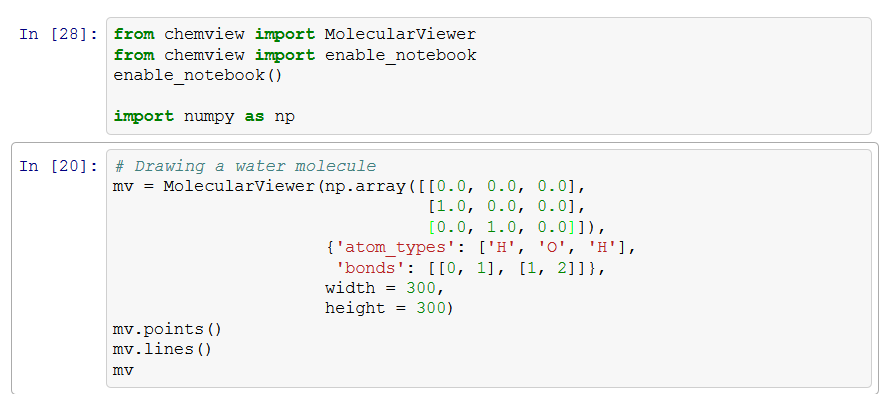 In [28]: from chemview import MolecularViewer
from chemview import enable_notebook
enable_notebook()
import numpy as np
In [20]: # Drawing a water molecule
mv = MolecularViewer(np.array([[0.0, 0.0, 0.0],
[1.0, 0.0, 0.0],
[0.0, 1.0, 0.0]]),
{'atom_types': ['H', 'O', 'H'],
'bonds': [[0, 1], [1, 2]]},
width = 300,
height = 300)
mv.points()
mv.lines()
mv